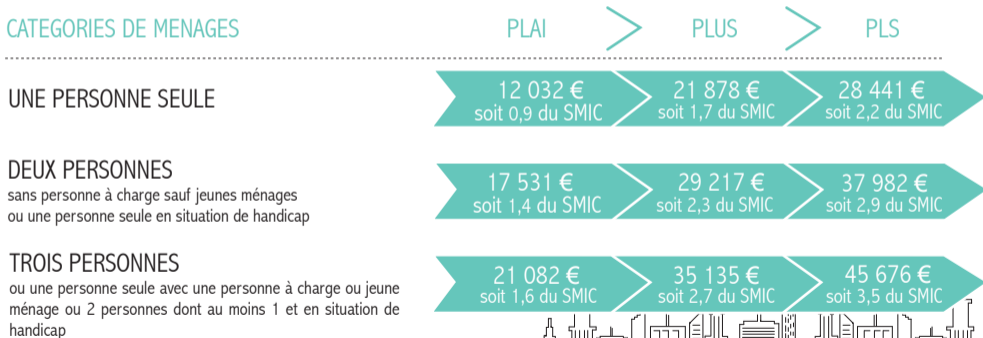 CATEGORIES DE MENAGES PLAI PLUS PLS
UNE PERSONNE SEULE
12 032 € 21 878 € 28 441 €
soit 0,9 du SMIC soit 1,7 du SMIC soit 2,2 du SMIC
DEUX PERSONNES
sans personne à charge sauf jeunes ménages
ou une personne seule en situation de handicap
17 531 € 29 217 € 37 982 €
soit 1,4 du SMIC soit 2,3 du SMIC soit 2,9 du SMIC
TROIS PERSONNES
ou une personne seule avec une personne à charge ou jeune
ménage ou 2 personnes dont au moins 1 et en situation de
handicap
21 082 € 35 135 € 45 676 €
soit 1,6 du SMIC soit 2,7 du SMIC soit 3,5 du SMIC